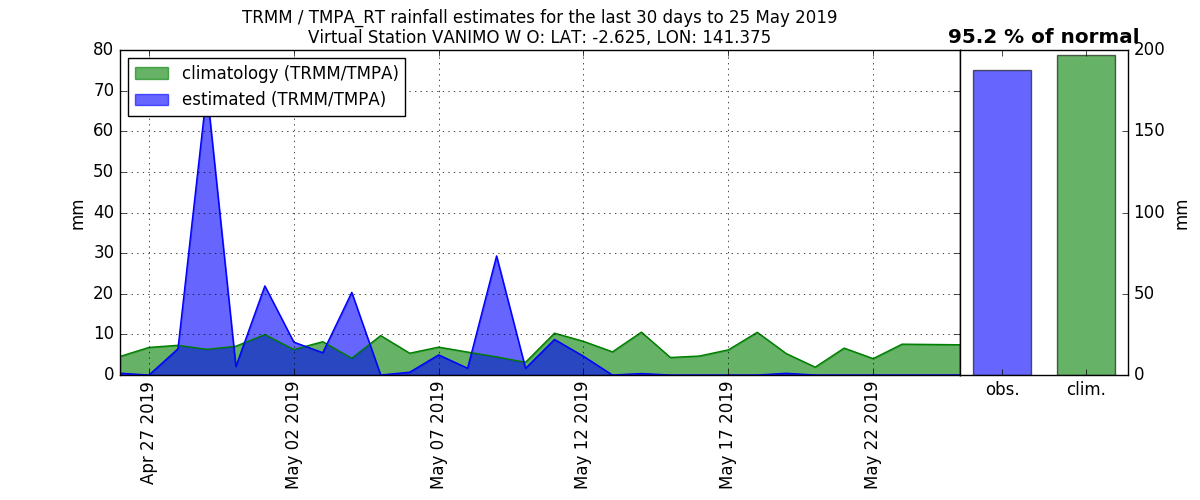 TRMM / TMPA_RT rainfall estimates for the last 30 days to 25 May 2019
Virtual Station VANIMO W O: LAT: -2.625, LON: 141.375
95.2 % of normal
climatology (TRMM/TMPA)
estimated (TRMM/TMPA)
80
70
60
50
40
30
20
10
0
mm
Apr 27 2019
May 02 2019
May 07 2019
May 12 2019
May 17 2019
May 22 2019
200
150
100
50
0
mm
obs.
clim.